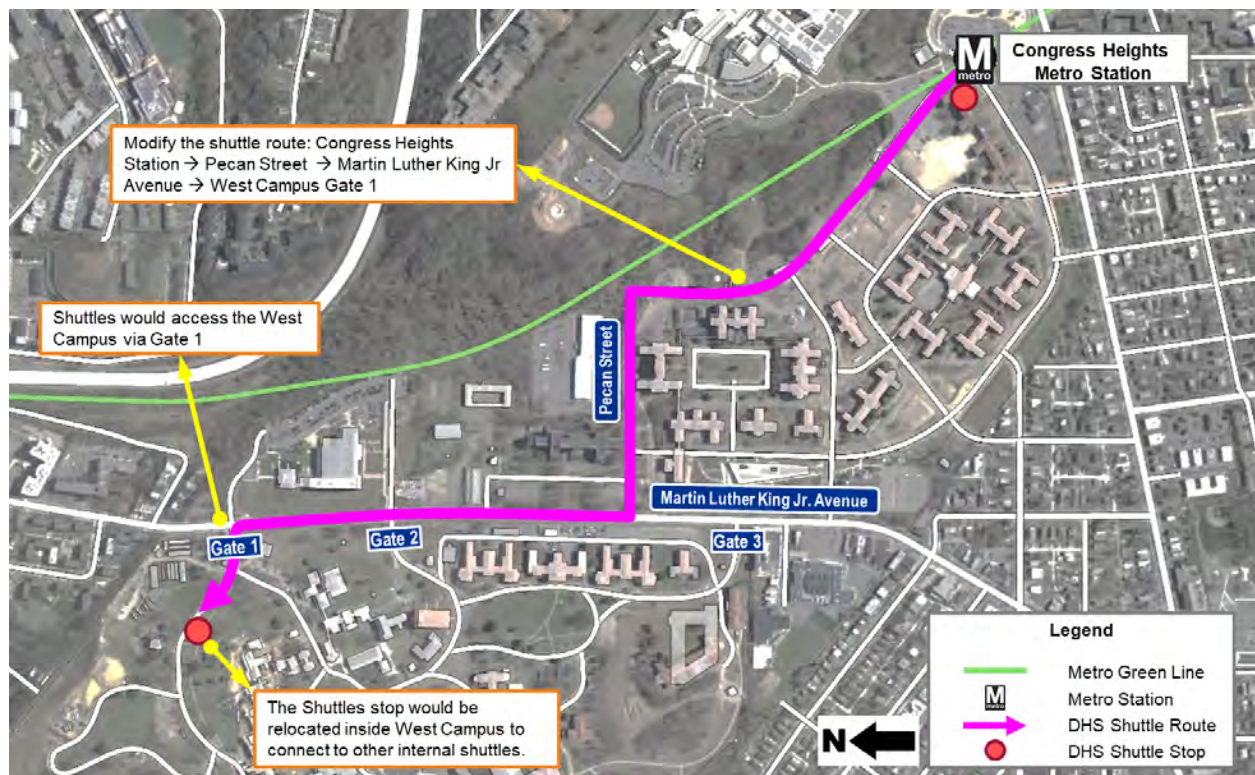 M
metro
Congress Heights
Metro Station
Modify the shuttle route: Congress Heights
Station → Pecan Street → Martin Luther King Jr
Avenue → West Campus Gate 1
Shuttles would access the West
Campus via Gate 1
Pecan Street
Martin Luther King Jr. Avenue
Gate 1
Gate 2
Gate 3
The Shuttles stop would be
relocated inside West Campus to
connect to other internal shuttles.
N
Legend
Metro Green Line
M
metro
Metro Station
DHS Shuttle Route
DHS Shuttle Stop